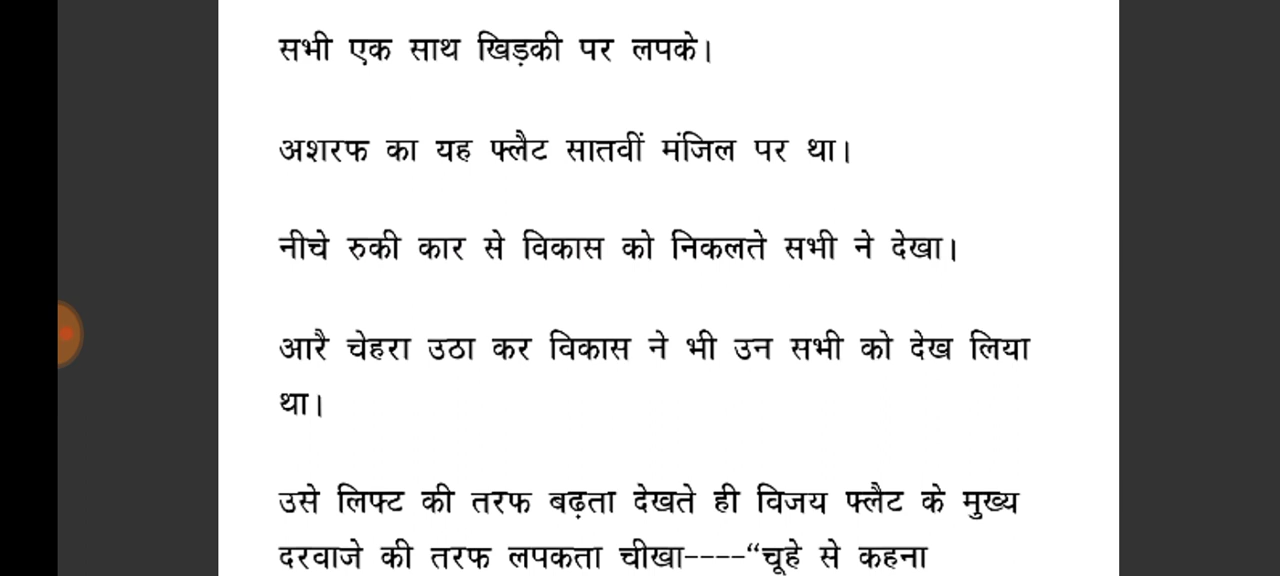 सभी एक साथ खिड़की पर लपके।
अशरफ का यह फ्लैट सातवीं मंजिल पर था।
नीचे रुकी कार से विकास को निकलते सभी ने देखा।
आरै चेहरा उठा कर विकास ने भी उन सभी को देख लिया
था।
उसे लिफ्ट की तरफ बढ़ता देखते ही विजय फ्लैट के मुख्य
दरवाजे की तरफ लपकता चीखा----“चूहे से कहना